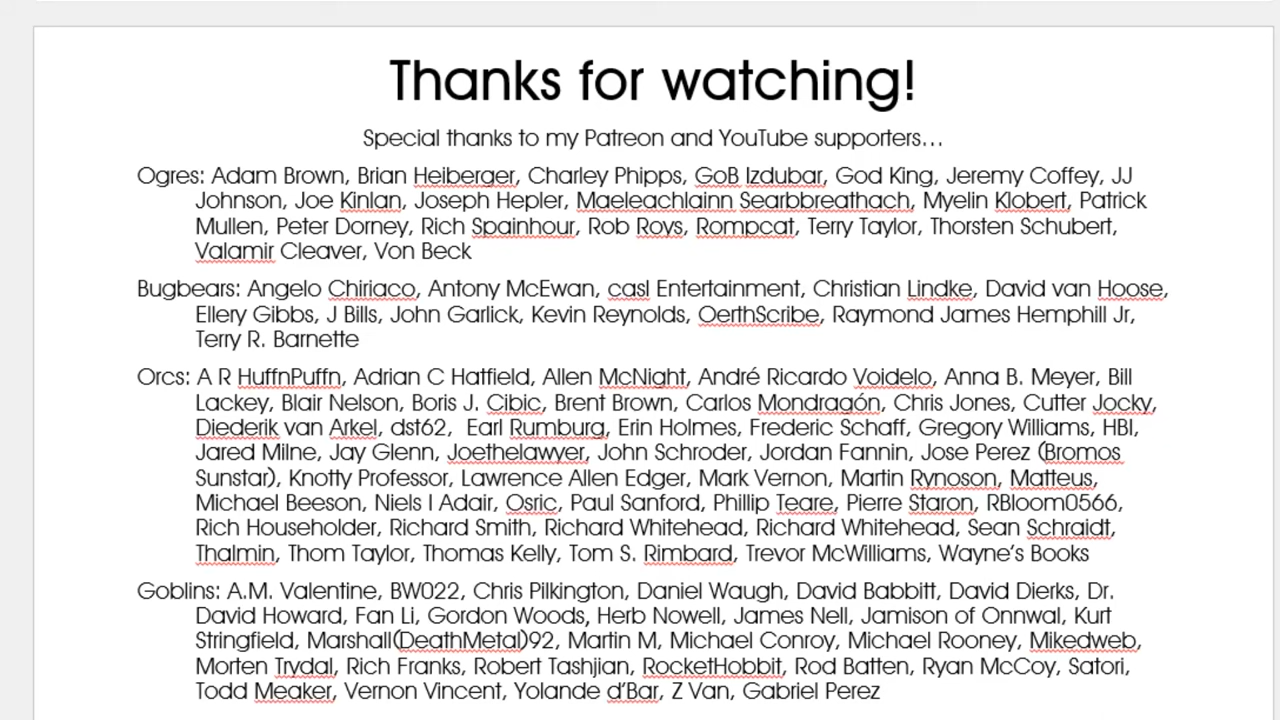 Thanks for watching!
Special thanks to my Patreon and YouTube supporters…
Ogres: Adam Brown, Brian Heiberger, Charley Phipps, GoB Izdubar, God King, Jeremy Coffey, JJ
Johnson, Joe Kinlan, Joseph Hepler, Maeleachlainn Searbbreathach, Myelin Klobert, Patrick
Mullen, Peter Dorney, Rich Spainhour, Rob Roys, Rompcat, Terry Taylor, Thorsten Schubert,
Valamir Cleaver, Von Beck
Bugbears: Angelo Chiriaco, Antony McEwan, casl Entertainment, Christian Lindke, David van Hoose,
Ellery Gibbs, J Bills, John Garlick, Kevin Reynolds, OerthScribe, Raymond James Hemphill Jr,
Terry R. Barnette
Orcs: A R HuffnPuffn, Adrian C Hatfield, Allen McNight, André Ricardo Voidelo, Anna B. Meyer, Bill
Lackey, Blair Nelson, Boris J. Cibic, Brent Brown, Carlos Mondragón, Chris Jones, Cutter Jocky,
Diederik van Arkel, dst62,  Earl Rumburg, Erin Holmes, Frederic Schaff, Gregory Williams, HBI,
Jared Milne, Jay Glenn, Joethelawyer, John Schroder, Jordan Fannin, Jose Perez (Bromos
Sunstar), Knotty Professor, Lawrence Allen Edger, Mark Vernon, Martin Rynoson, Matteus,
Michael Beeson, Niels I Adair, Osric, Paul Sanford, Phillip Teare, Pierre Staron, RBloom0566,
Rich Householder, Richard Smith, Richard Whitehead, Richard Whitehead, Sean Schraidt,
Thalmin, Thom Taylor, Thomas Kelly, Tom S. Rimbard, Trevor McWilliams, Wayne’s Books
Goblins: A.M. Valentine, BW022, Chris Pilkington, Daniel Waugh, David Babbitt, David Dierks, Dr.
David Howard, Fan Li, Gordon Woods, Herb Nowell, James Nell, Jamison of Onnwal, Kurt
Stringfield, Marshall(DeathMetal)92, Martin M, Michael Conroy, Michael Rooney, Mikedweb,
Morten Trydal, Rich Franks, Robert Tashjian, RocketHobbit, Rod Batten, Ryan McCoy, Satori,
Todd Meaker, Vernon Vincent, Yolande d’Bar, Z Van, Gabriel Perez